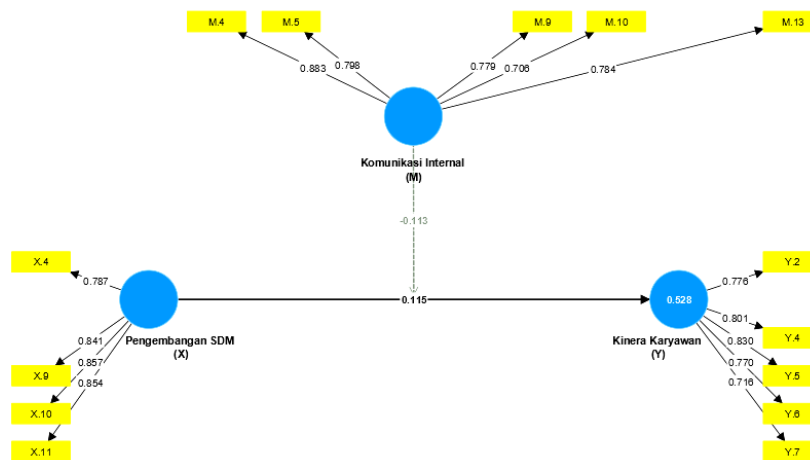 M.4
M.5
M.9
M.10
M.13
0.883
0.798
0.779
0.706
0.784
Komunikasi Internal
(M)
-0.113
X.4
0.787
Y.2
0.776
0.115
0.528
0.801
Y.4
Pengembangan SDM
(X)
Kinera Karyawan
(Y)
0.841
0.857
0.854
0.830
0.770
0.716
X.9
Y.5
X.10
Y.6
X.11
Y.7